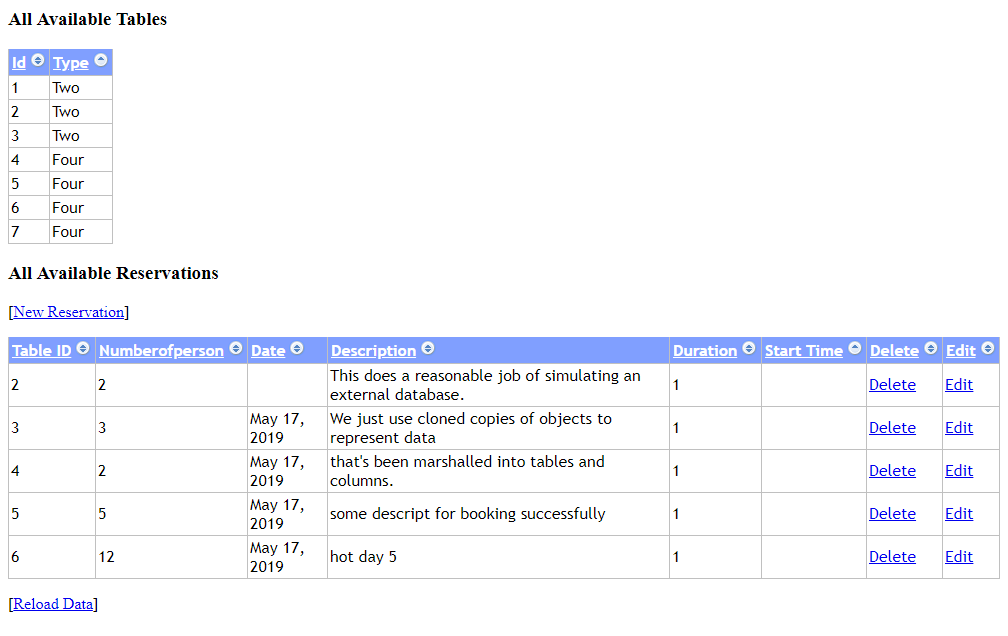 All Available Tables
Id Type
1 Two
2 Two
3 Two
4 Four
5 Four
6 Four
7 Four
All Available Reservations
[New Reservation]
Table ID Numberofperson Date Description Duration Start Time Delete Edit
2 2 This does a reasonable job of simulating an external database. 1 Delete Edit
3 3 May 17, 2019 We just use cloned copies of objects to represent data 1 Delete Edit
4 2 May 17, 2019 that's been marshalled into tables and columns. 1 Delete Edit
5 5 May 17, 2019 some descript for booking successfully 1 Delete Edit
6 12 May 17, 2019 hot day 5 1 Delete Edit
[Reload Data]